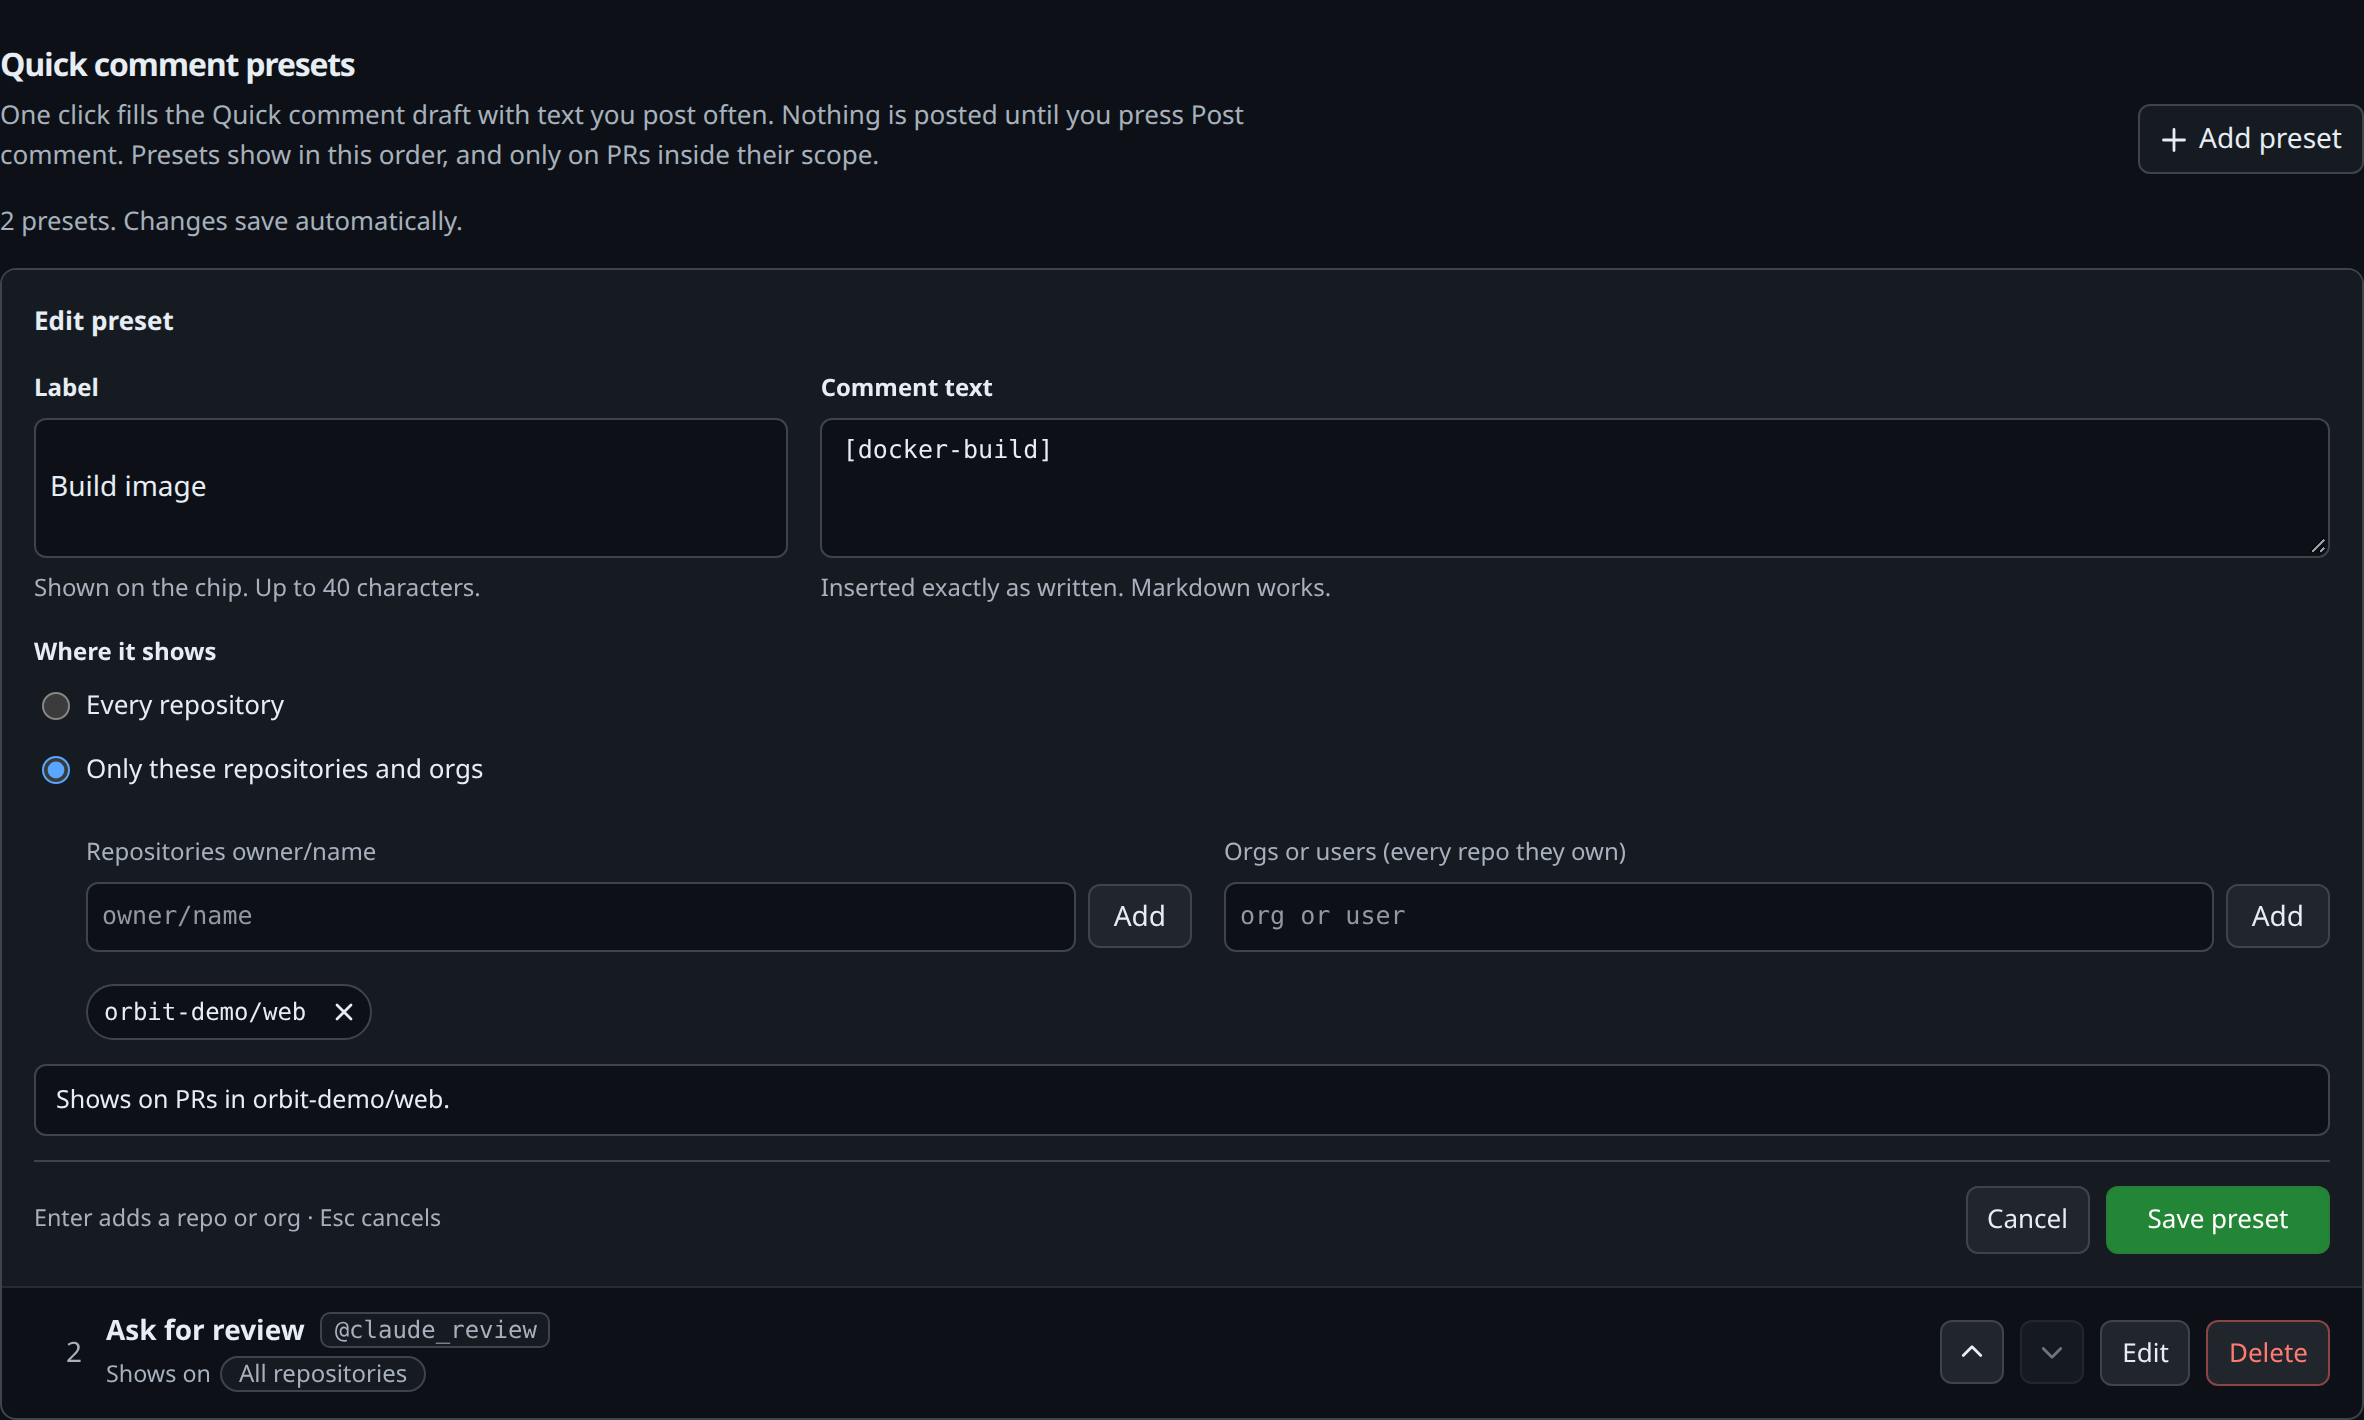 Quick comment presets
One click fills the Quick comment draft with text you post often. Nothing is posted until you press Post
comment. Presets show in this order, and only on PRs inside their scope.
Add preset
2 presets. Changes save automatically.
Edit preset
Label
Comment text
Build image
[docker-build]
Shown on the chip. Up to 40 characters.
Inserted exactly as written. Markdown works.
Where it shows
Every repository
Only these repositories and orgs
Repositories owner/name
Orgs or users (every repo they own)
owner/name
Add
org or user
Add
orbit-demo/web
Shows on PRs in orbit-demo/web.
Enter adds a repo or org · Esc cancels
Cancel
Save preset
2
Ask for review
@claude_review
Shows on
All repositories
Edit
Delete